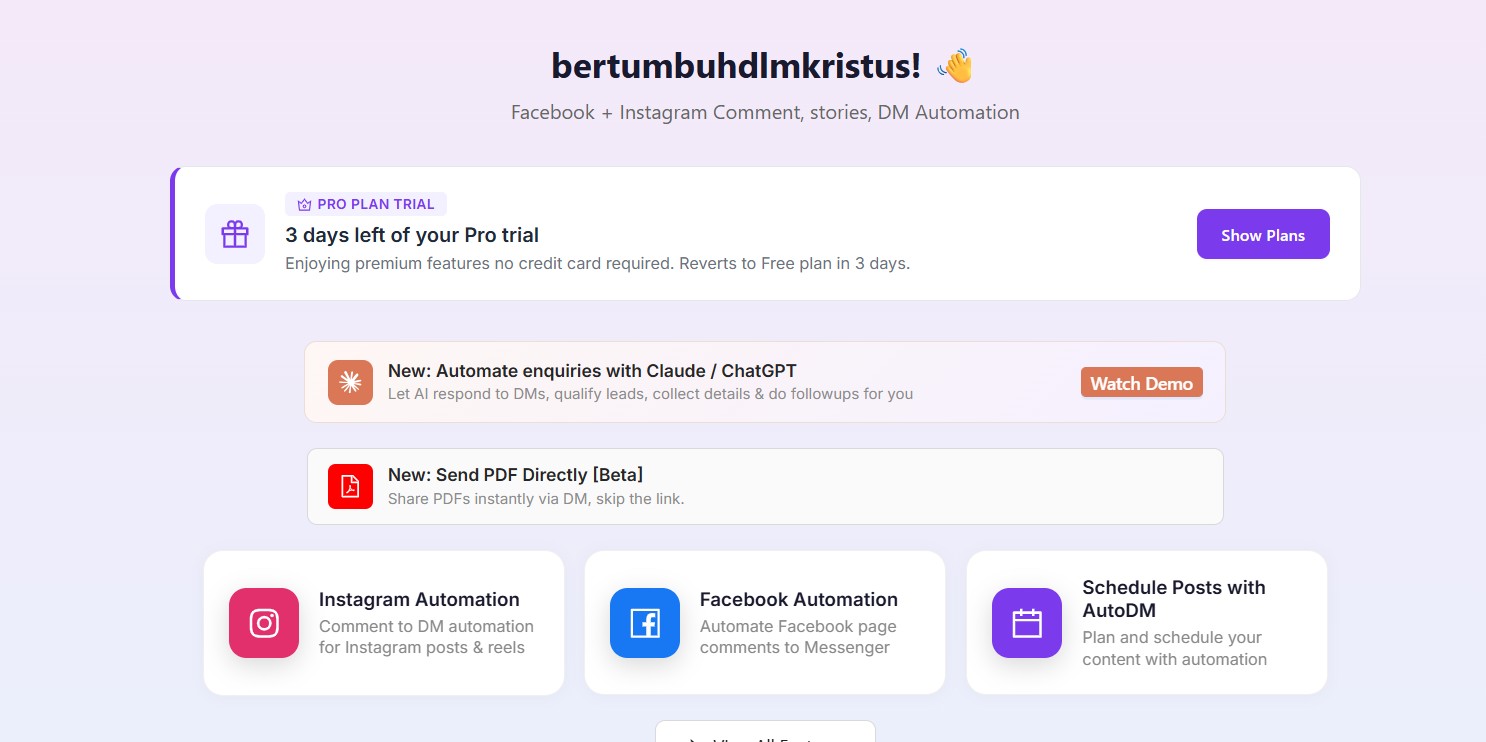 bertumbuhdlmkristus! 👋
Facebook + Instagram Comment, stories, DM Automation
PRO PLAN TRIAL
3 days left of your Pro trial
Enjoying premium features no credit card required. Reverts to Free plan in 3 days.
Show Plans
New: Automate enquiries with Claude / ChatGPT
Let AI respond to DMs, qualify leads, collect details & do followups for you
Watch Demo
New: Send PDF Directly [Beta]
Share PDFs instantly via DM, skip the link.
Instagram Automation
Comment to DM automation
for Instagram posts & reels
Facebook Automation
Automate Facebook page
comments to Messenger
Schedule Posts with
AutoDM
Plan and schedule your
content with automation
View All